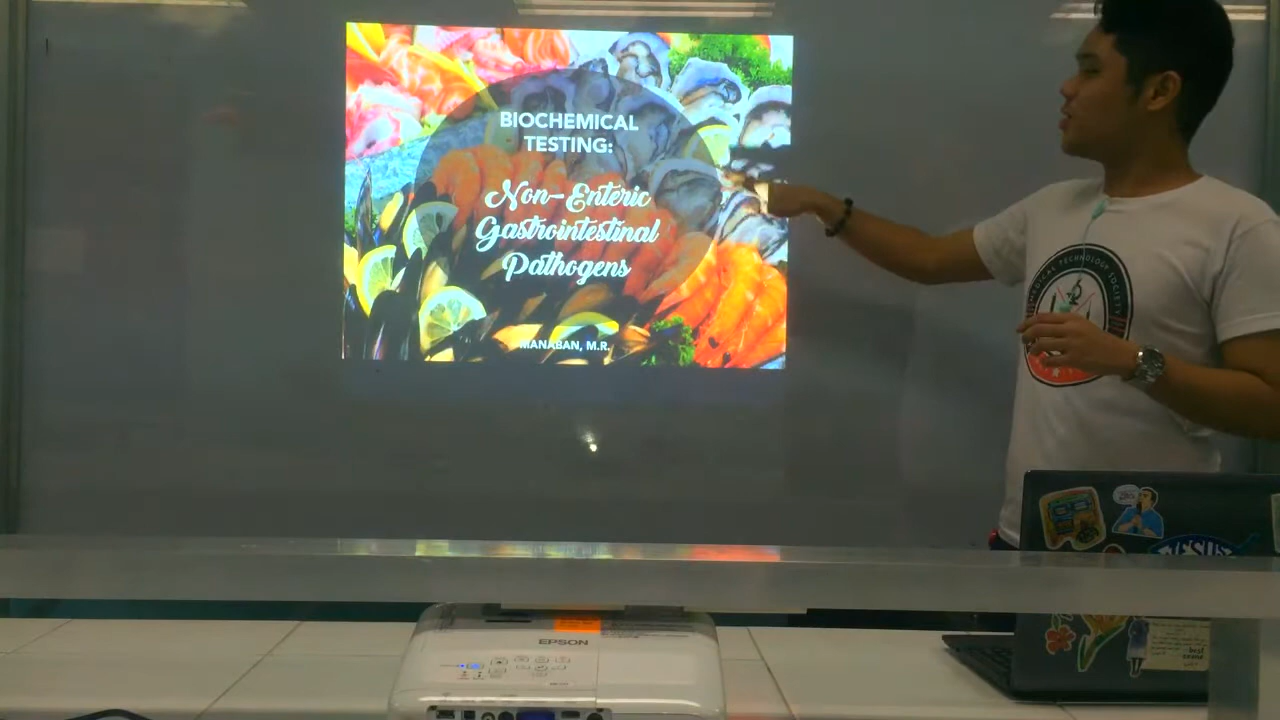 BIOCHEMICAL
TESTING:
Non-Enteric
Gastrointestinal
Pathogens
MANABAN, M.R.
EPSON